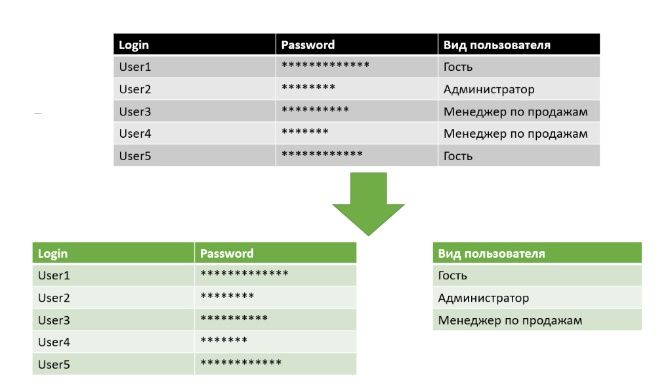 Login Password Вид пользователя
User1 ************* Гость
User2 ******** Администратор
User3 ********** Менеджер по продажам
User4 ******* Менеджер по продажам
User5 ************ Гость
Login Password
User1 *************
User2 ********
User3 **********
User4 *******
User5 ************
Вид пользователя
Гость
Администратор
Менеджер по продажам